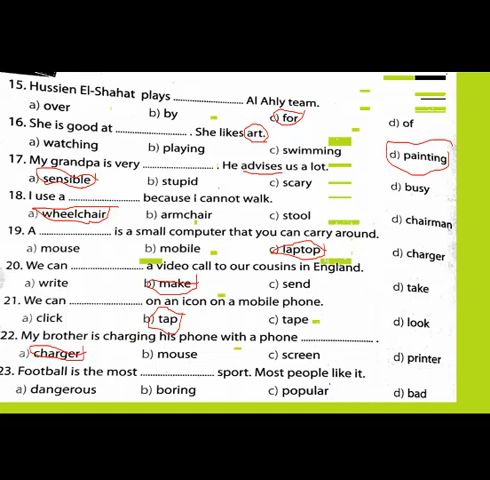 15. Hussien El-Shahat plays ............ Al Ahly team.
a) over b) by c) for d) of
16. She is good at ............ . She likes art.
a) watching b) playing c) swimming d) painting
17. My grandpa is very ............ . He advises us a lot.
a) sensible b) stupid c) scary d) busy
18. I use a ............ because I cannot walk.
a) wheelchair b) armchair c) stool d) chairman
19. A ............ is a small computer that you can carry around.
a) mouse b) mobile c) laptop d) charger
20. We can ............ a video call to our cousins in England.
a) write b) make c) send d) take
21. We can ............ on an icon on a mobile phone.
a) click b) tap c) tape d) look
22. My brother is charging his phone with a phone ............ .
a) charger b) mouse c) screen d) printer
23. Football is the most ............ sport. Most people like it.
a) dangerous b) boring c) popular d) bad